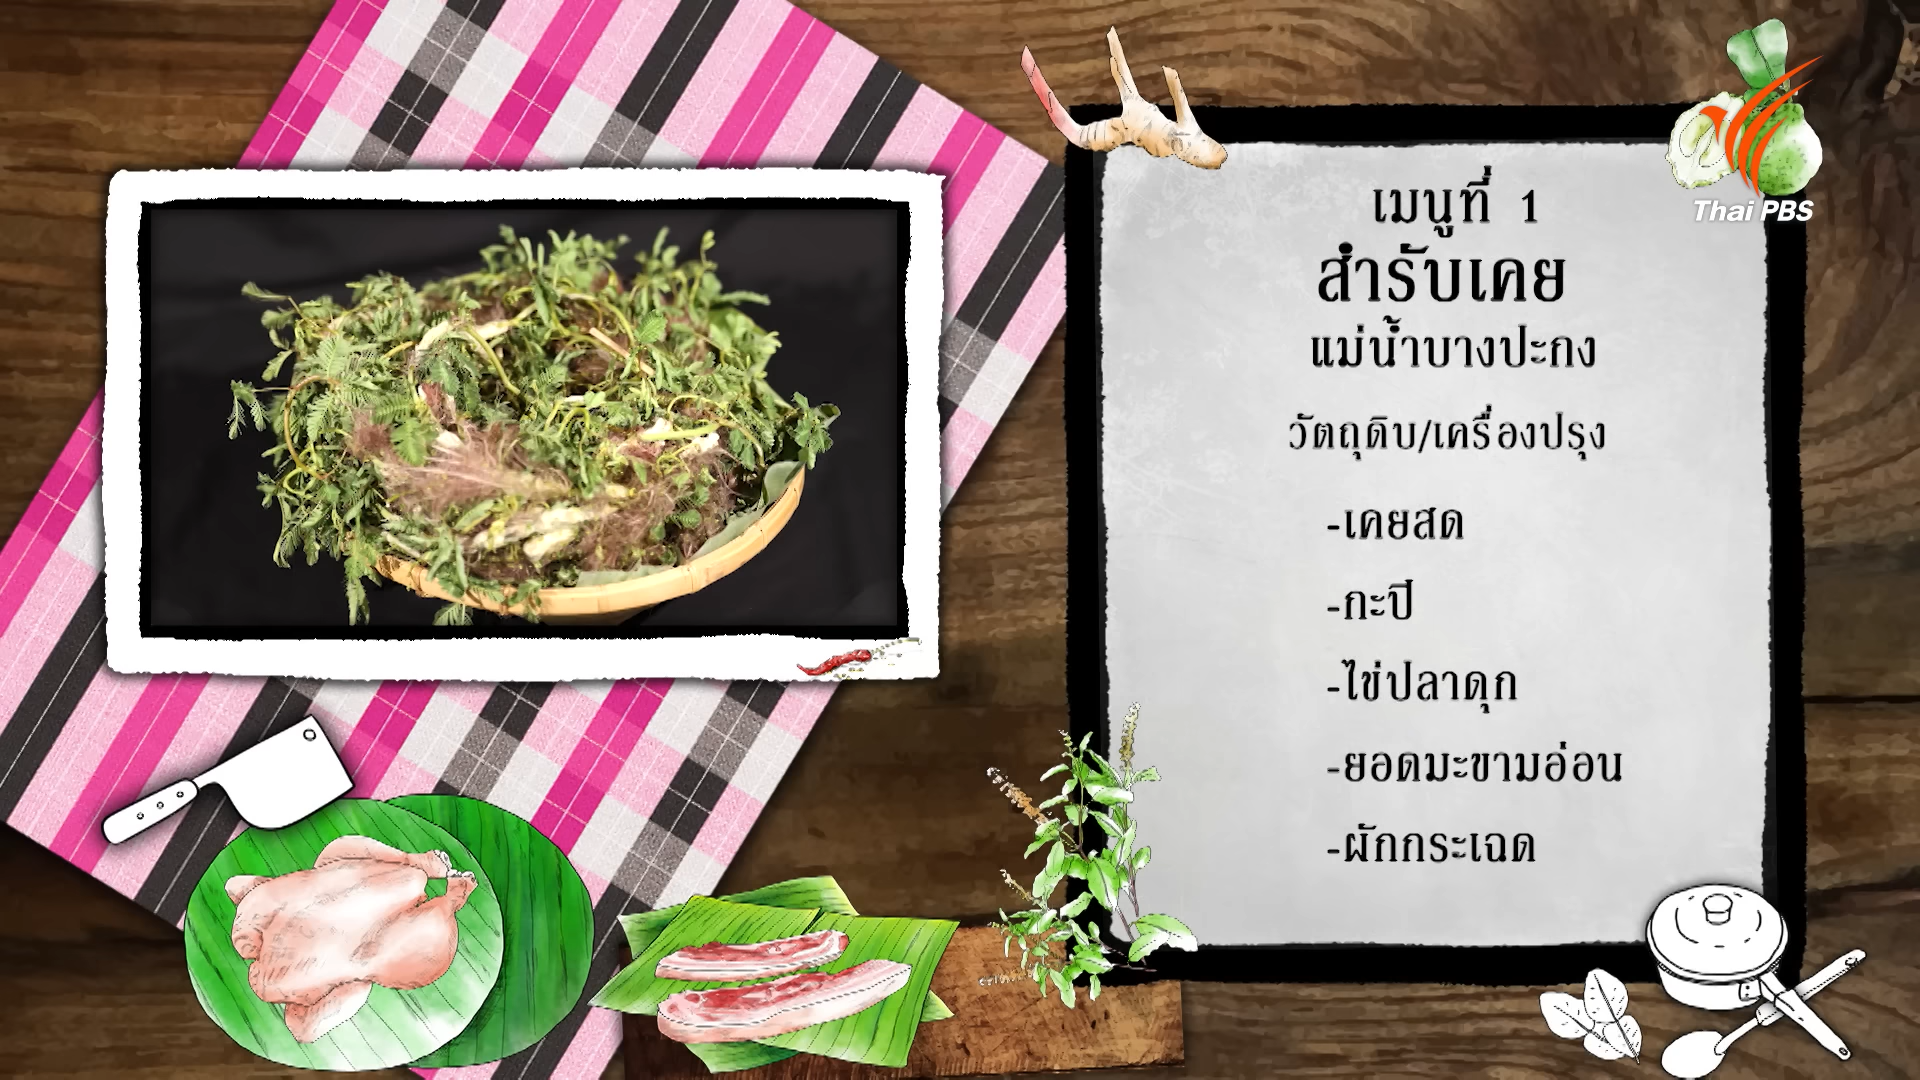 เมนูที่ 1
สำรับเคย
แม่น้ำบางปะกง
วัตถุดิบ/เครื่องปรุง
-เคยสด
-กะปิ
-ไข่ปลาดุก
-ยอดมะขามอ่อน
-ผักกระเฉด
Thai PBS